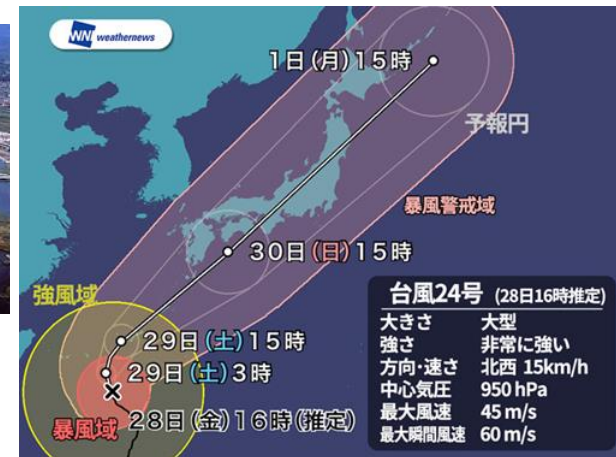 WNI weathernews
1日(月)15時
予報円
暴風警戒域
30日(日)15時
強風域
29日(土)15時
29日(土)3時
28日(金)16時(推定)
暴風域
台風24号 (28日16時推定)
大きさ 大型
強さ 非常に強い
方向・速さ 北西 15km/h
中心気圧 950 hPa
最大風速 45 m/s
最大瞬間風速 60 m/s